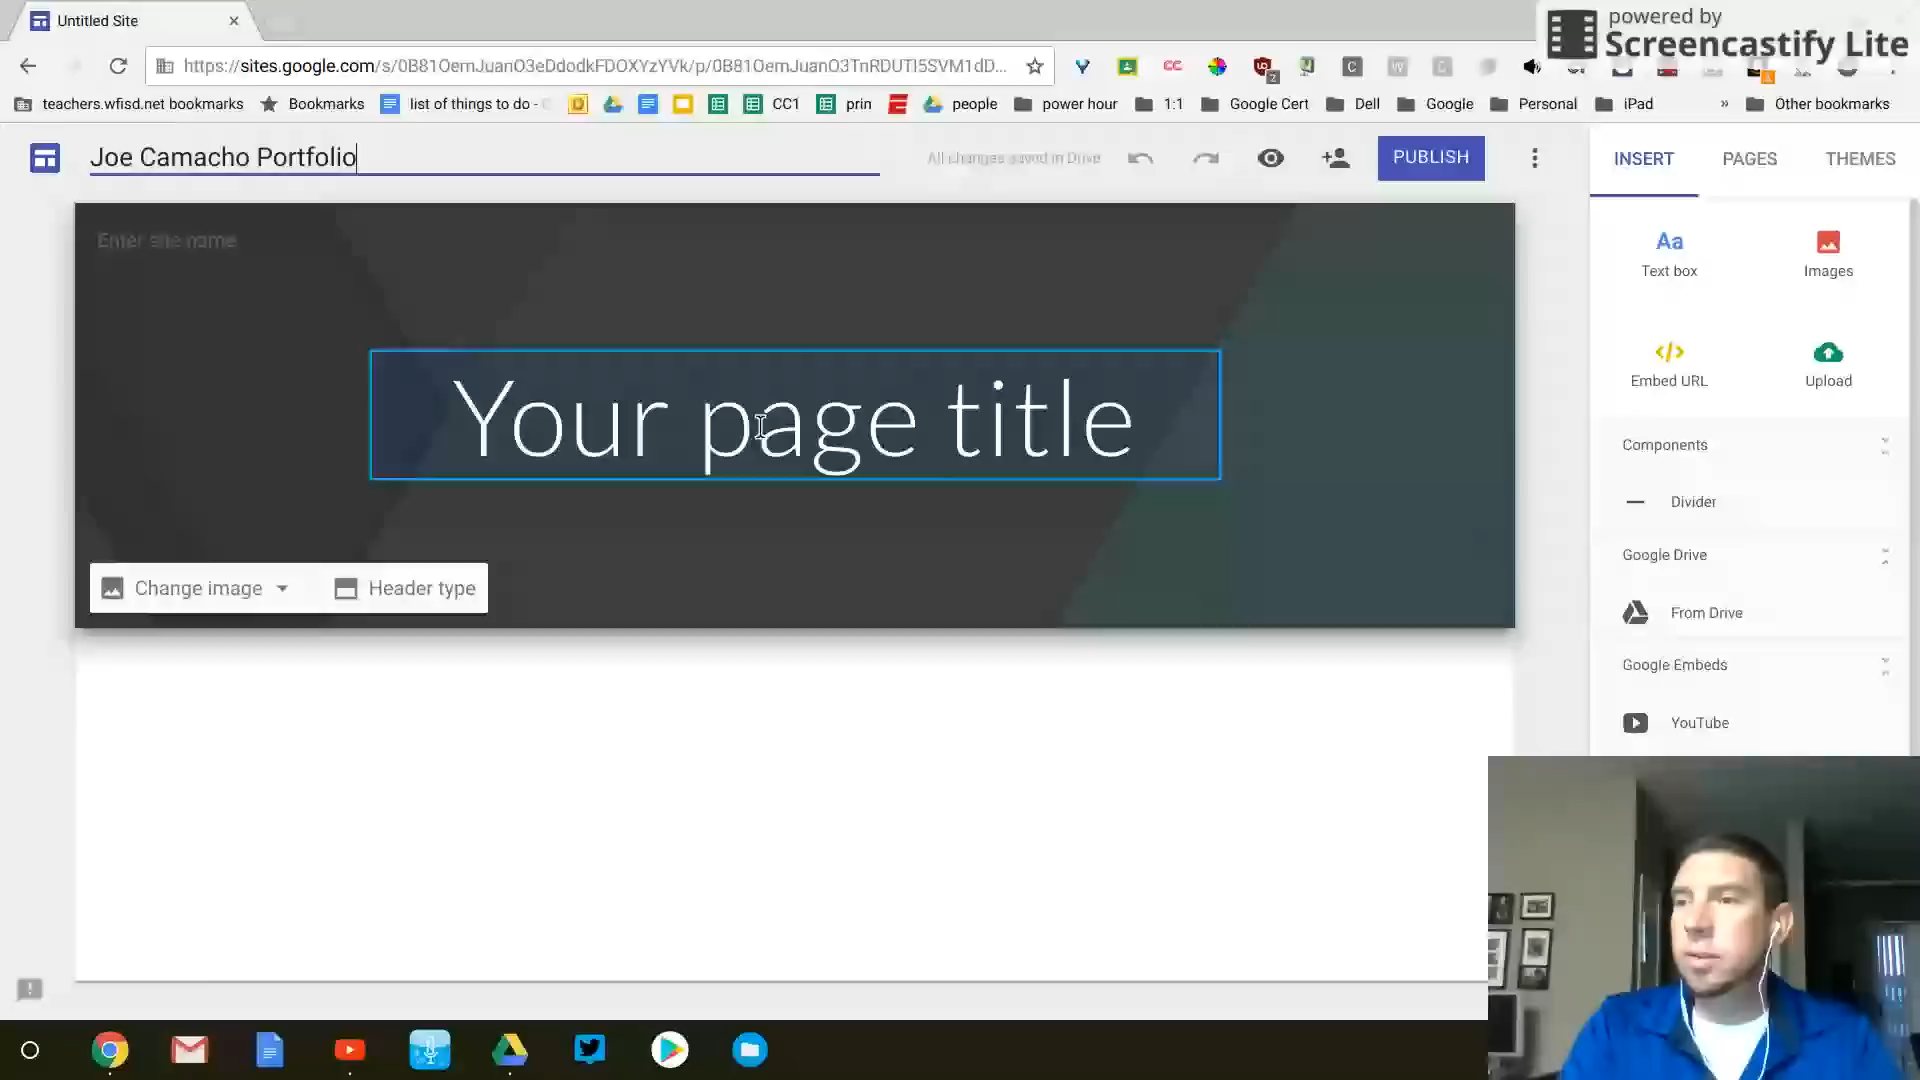 Untitled Site
powered by
Screencastify Lite
https://sites.google.com/s/0B81OemJuanO3eDdodkFDOXYzYVk/p/0B81OemJuanO3TnRDUTI5SVM1dD...
teachers.wfisd.net bookmarks
Bookmarks
list of things to do -
CC1
prin
people
power hour
1:1
Google Cert
Dell
Google
Personal
iPad
»
Other bookmarks
Joe Camacho Portfolio
All changes saved in Drive
PUBLISH
INSERT
PAGES
THEMES
Enter site name
Your page title
Change image
Header type
Aa
Text box
Images
Embed URL
Upload
Components
Divider
Google Drive
From Drive
Google Embeds
YouTube